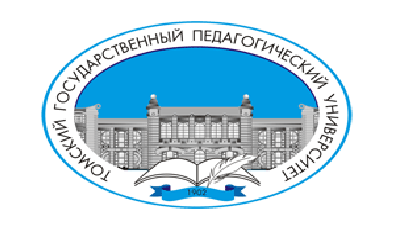 ТОМСКИЙ ГОСУДАРСТВЕННЫЙ ПЕДАГОГИЧЕСКИЙ УНИВЕРСИТЕТ
1902